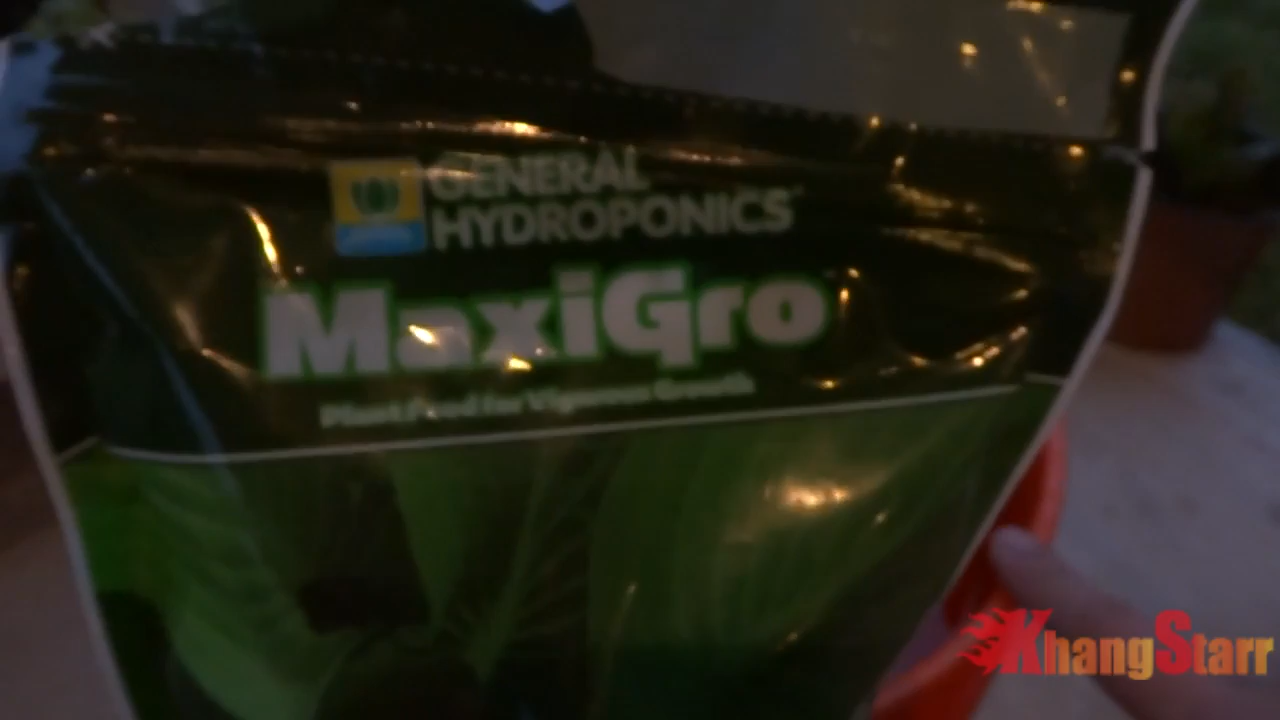 GENERAL
HYDROPONICS
MaxiGro
Plant Food for Vigorous Growth
KhangStarr